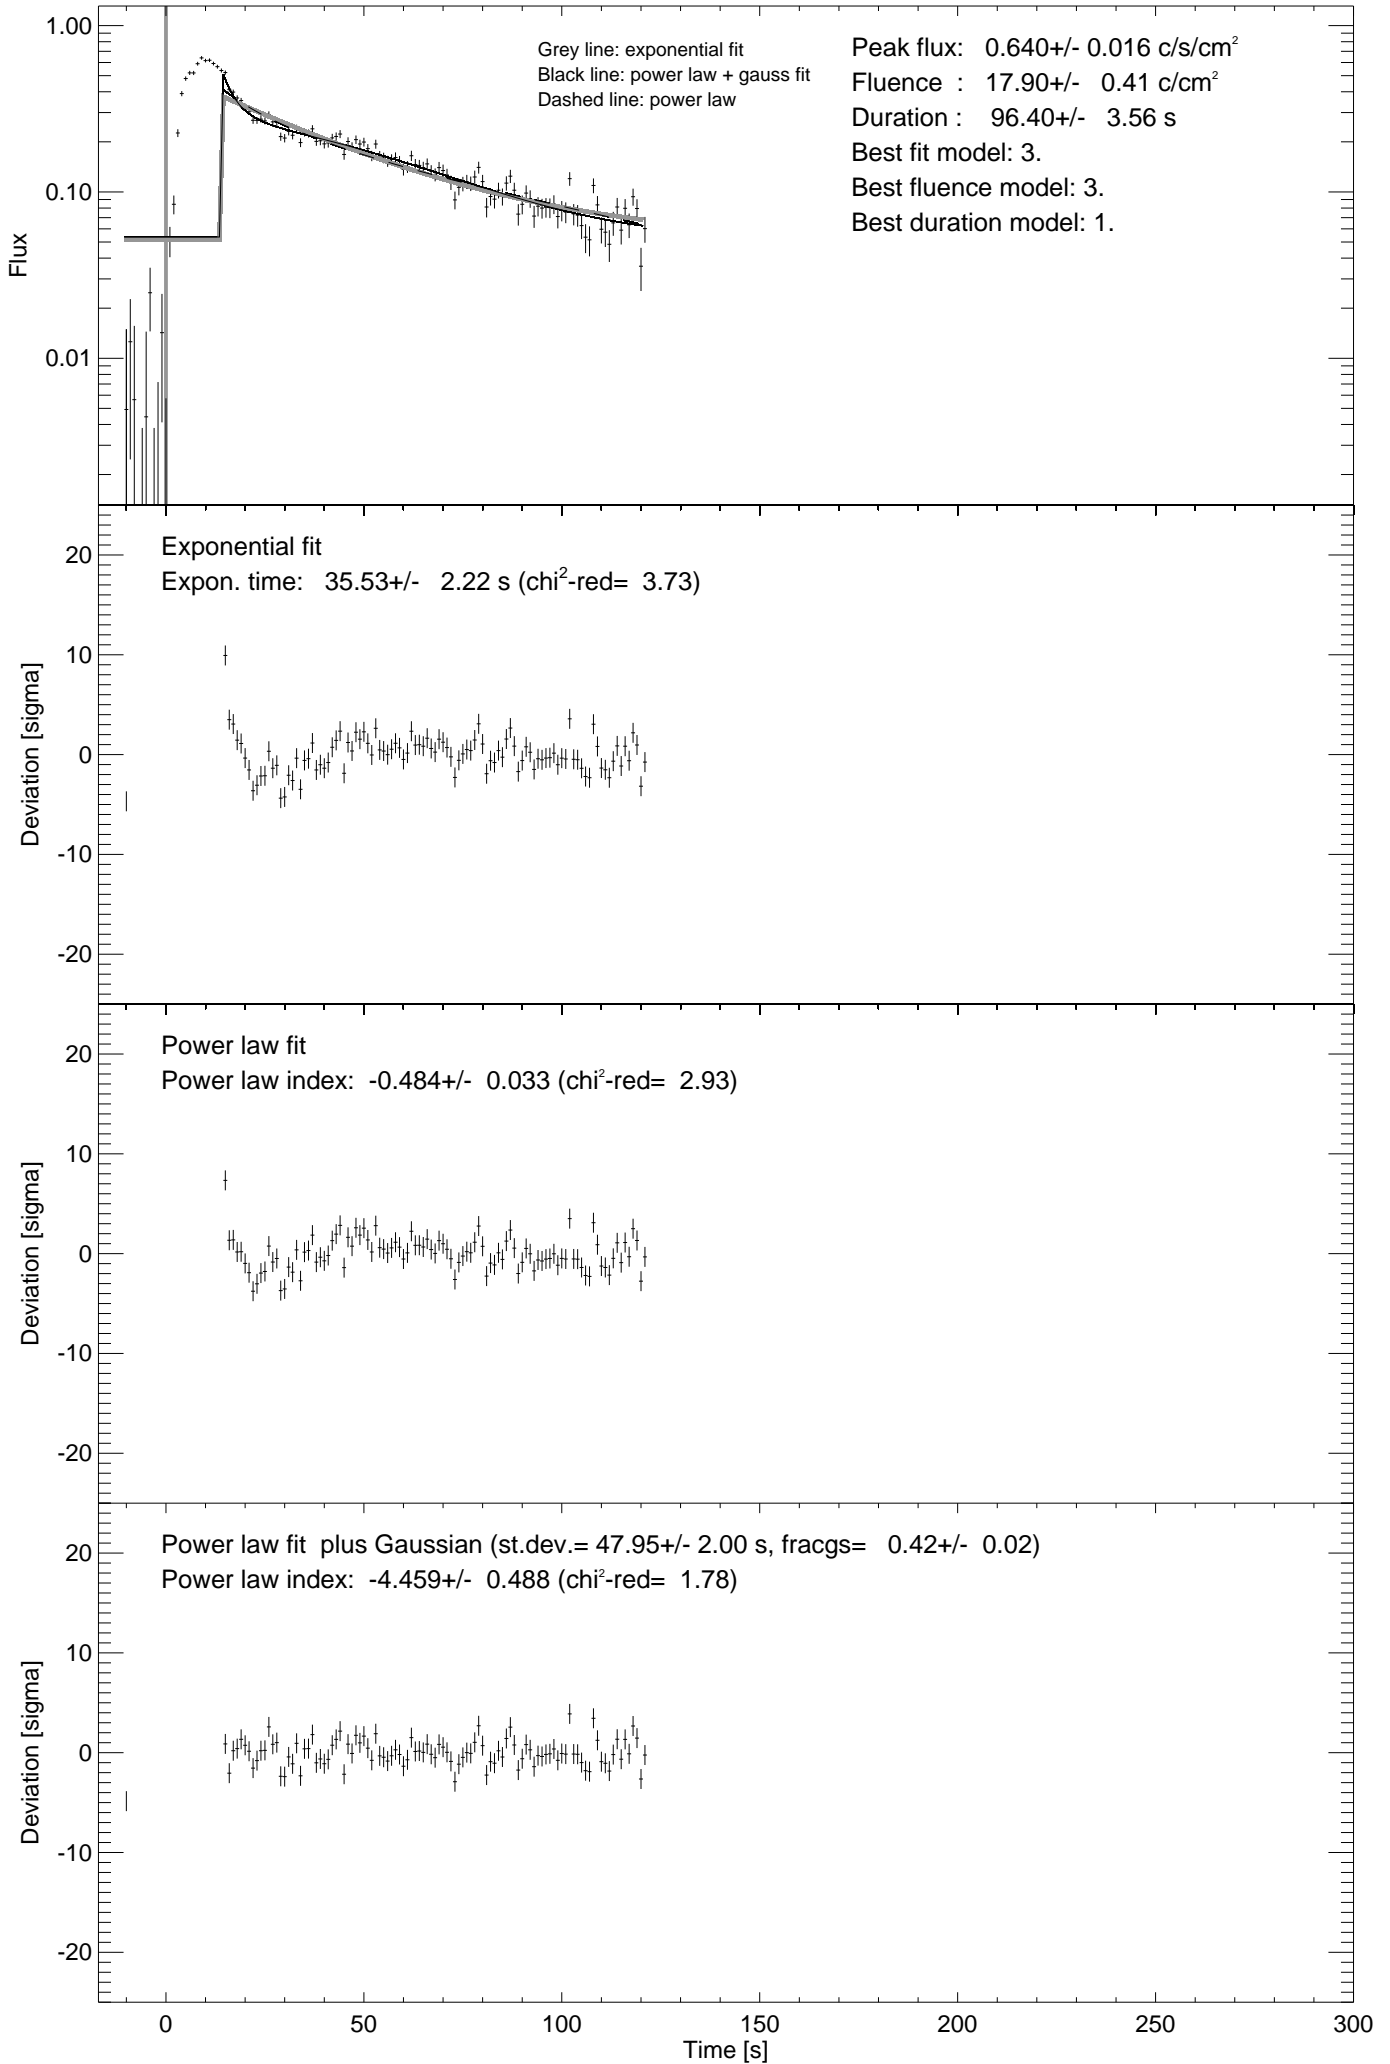 1.00
0.10
0.01
Flux
Grey line: exponential fit
Black line: power law + gauss fit
Dashed line: power law
Peak flux: 0.640+/- 0.016 c/s/cm²
Fluence : 17.90+/- 0.41 c/cm²
Duration : 96.40+/- 3.56 s
Best fit model: 3.
Best fluence model: 3.
Best duration model: 1.
Exponential fit
Expon. time: 35.53+/- 2.22 s (chi²-red= 3.73)
20
10
0
-10
-20
Deviation [sigma]
Power law fit
Power law index: -0.484+/- 0.033 (chi²-red= 2.93)
20
10
0
-10
-20
Deviation [sigma]
Power law fit plus Gaussian (st.dev.= 47.95+/- 2.00 s, fracgs= 0.42+/- 0.02)
Power law index: -4.459+/- 0.488 (chi²-red= 1.78)
20
10
0
-10
-20
Deviation [sigma]
0 50 100 150 200 250 300
Time [s]